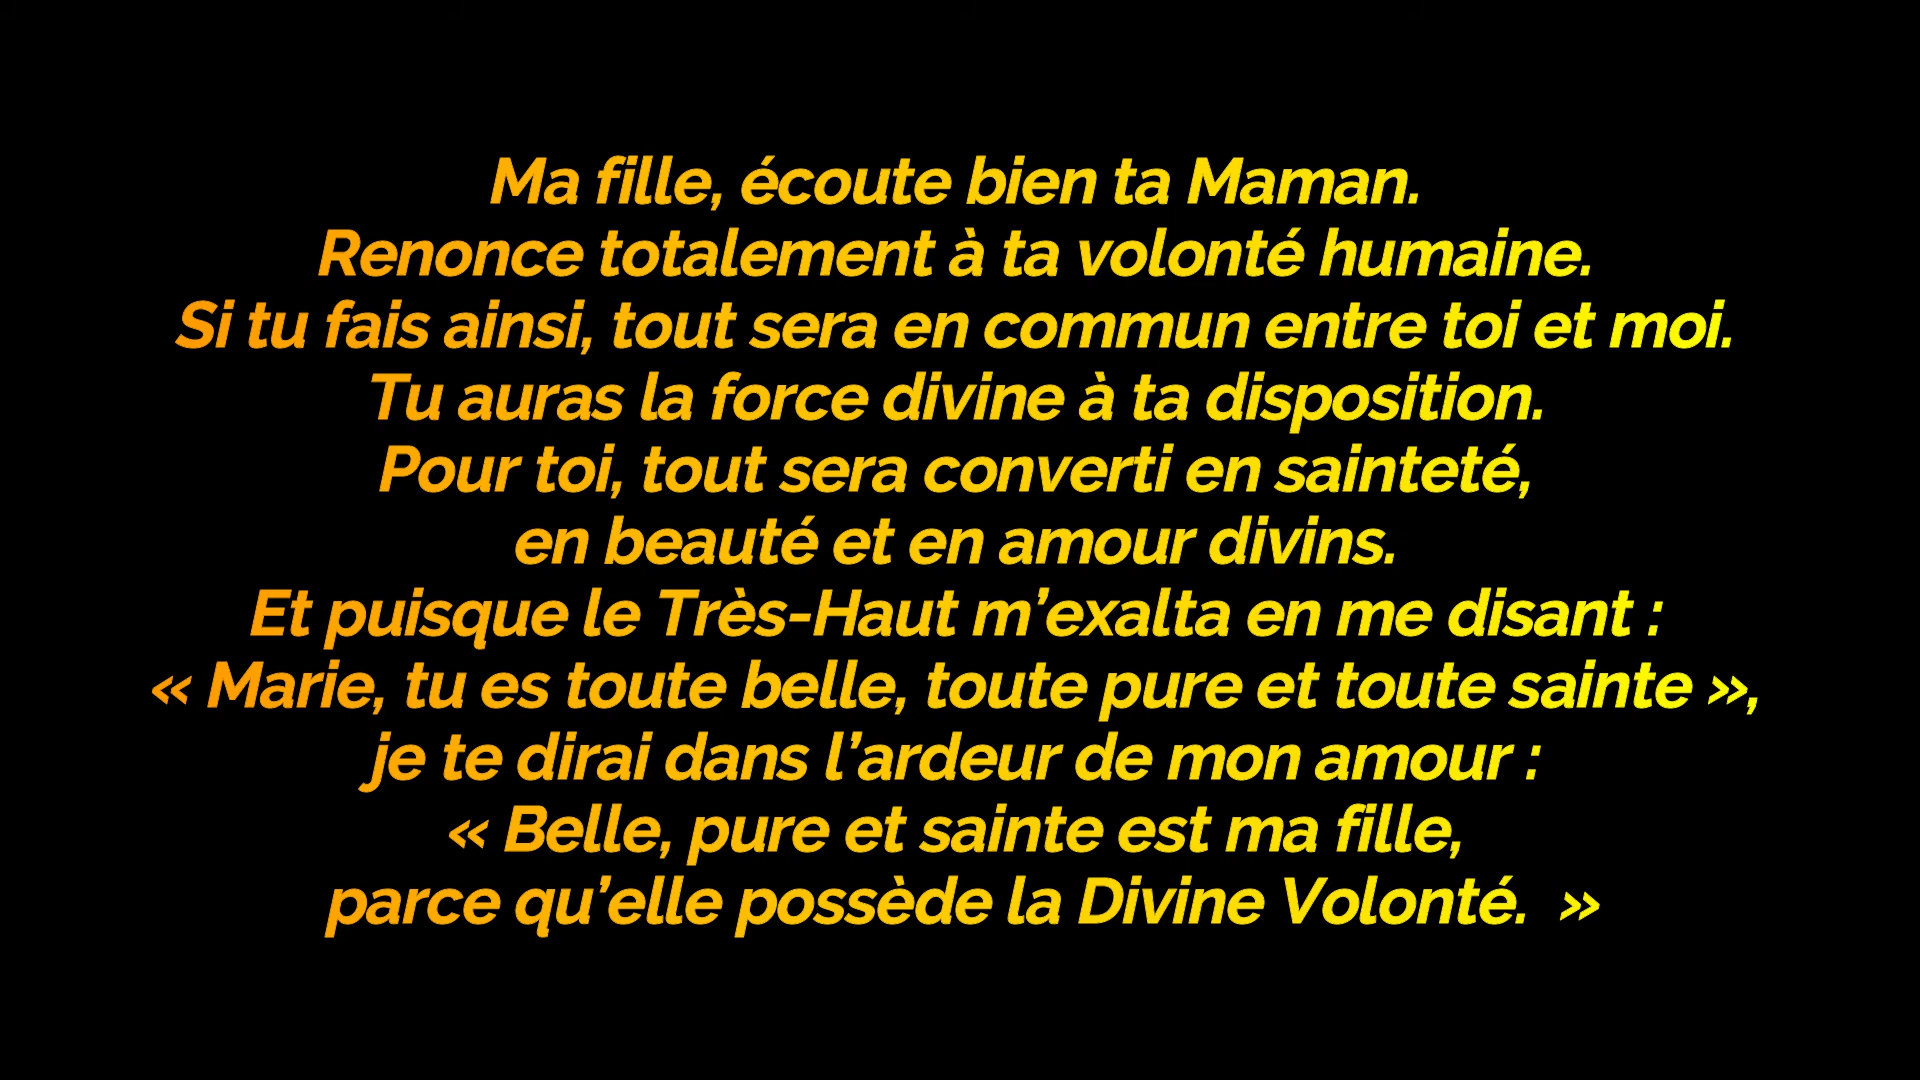 Ma fille, écoute bien ta Maman.
Renonce totalement à ta volonté humaine.
Si tu fais ainsi, tout sera en commun entre toi et moi.
Tu auras la force divine à ta disposition.
Pour toi, tout sera converti en sainteté,
en beauté et en amour divins.
Et puisque le Très-Haut m’exalta en me disant :
« Marie, tu es toute belle, toute pure et toute sainte »,
je te dirai dans l’ardeur de mon amour :
« Belle, pure et sainte est ma fille,
parce qu’elle possède la Divine Volonté.  »